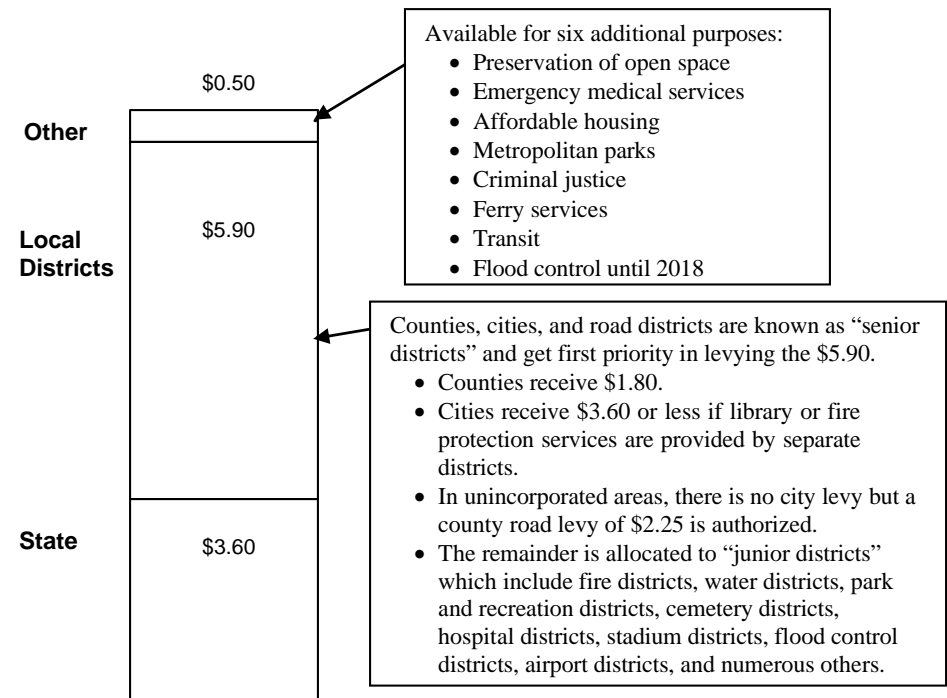 Available for six additional purposes:
• Preservation of open space
• Emergency medical services
• Affordable housing
• Metropolitan parks
• Criminal justice
• Ferry services
• Transit
• Flood control until 2018
$0.50
Other
$5.90
Local
Districts
Counties, cities, and road districts are known as “senior
districts” and get first priority in levying the $5.90.
• Counties receive $1.80.
• Cities receive $3.60 or less if library or fire
protection services are provided by separate
districts.
• In unincorporated areas, there is no city levy but a
county road levy of $2.25 is authorized.
• The remainder is allocated to “junior districts”
which include fire districts, water districts, park
and recreation districts, cemetery districts,
hospital districts, stadium districts, flood control
districts, airport districts, and numerous others.
State
$3.60